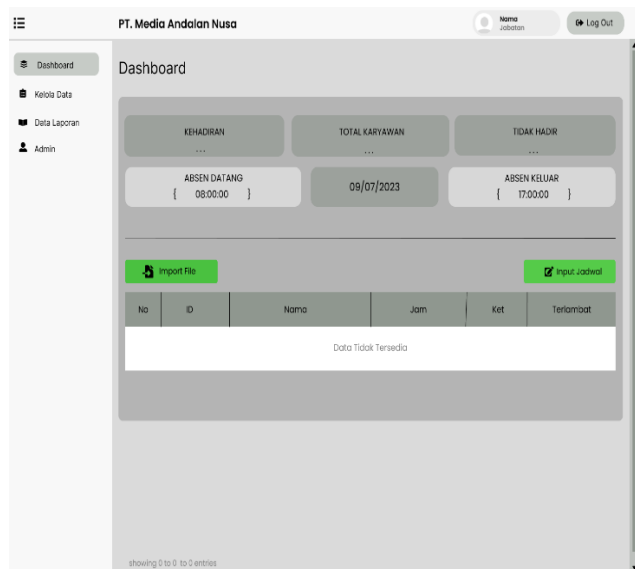 PT. Media Andalan Nusa
Nama
Jabatan
Log Out
Dashboard
Kelola Data
Data Laporan
Admin
Dashboard
KEHADIRAN
...
TOTAL KARYAWAN
...
TIDAK HADIR
...
ABSEN DATANG
{ 08:00:00 }
09/07/2023
ABSEN KELUAR
{ 17:00:00 }
Import File
Input Jadwal
No ID Nama Jam Ket Terlambat
Data Tidak Tersedia
showing 0 to 0 to 0 entries